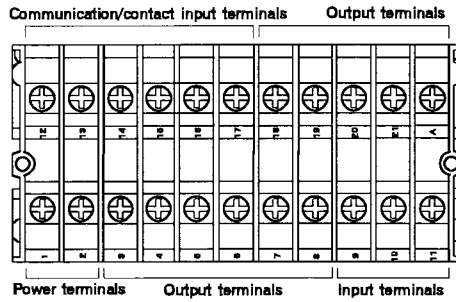 Communication/contact input terminals Output terminals
12 13 14 15 16 17 18 19 20 21 A
1 2 3 4 5 6 7 8 9 10 11
Power terminals Output terminals Input terminals